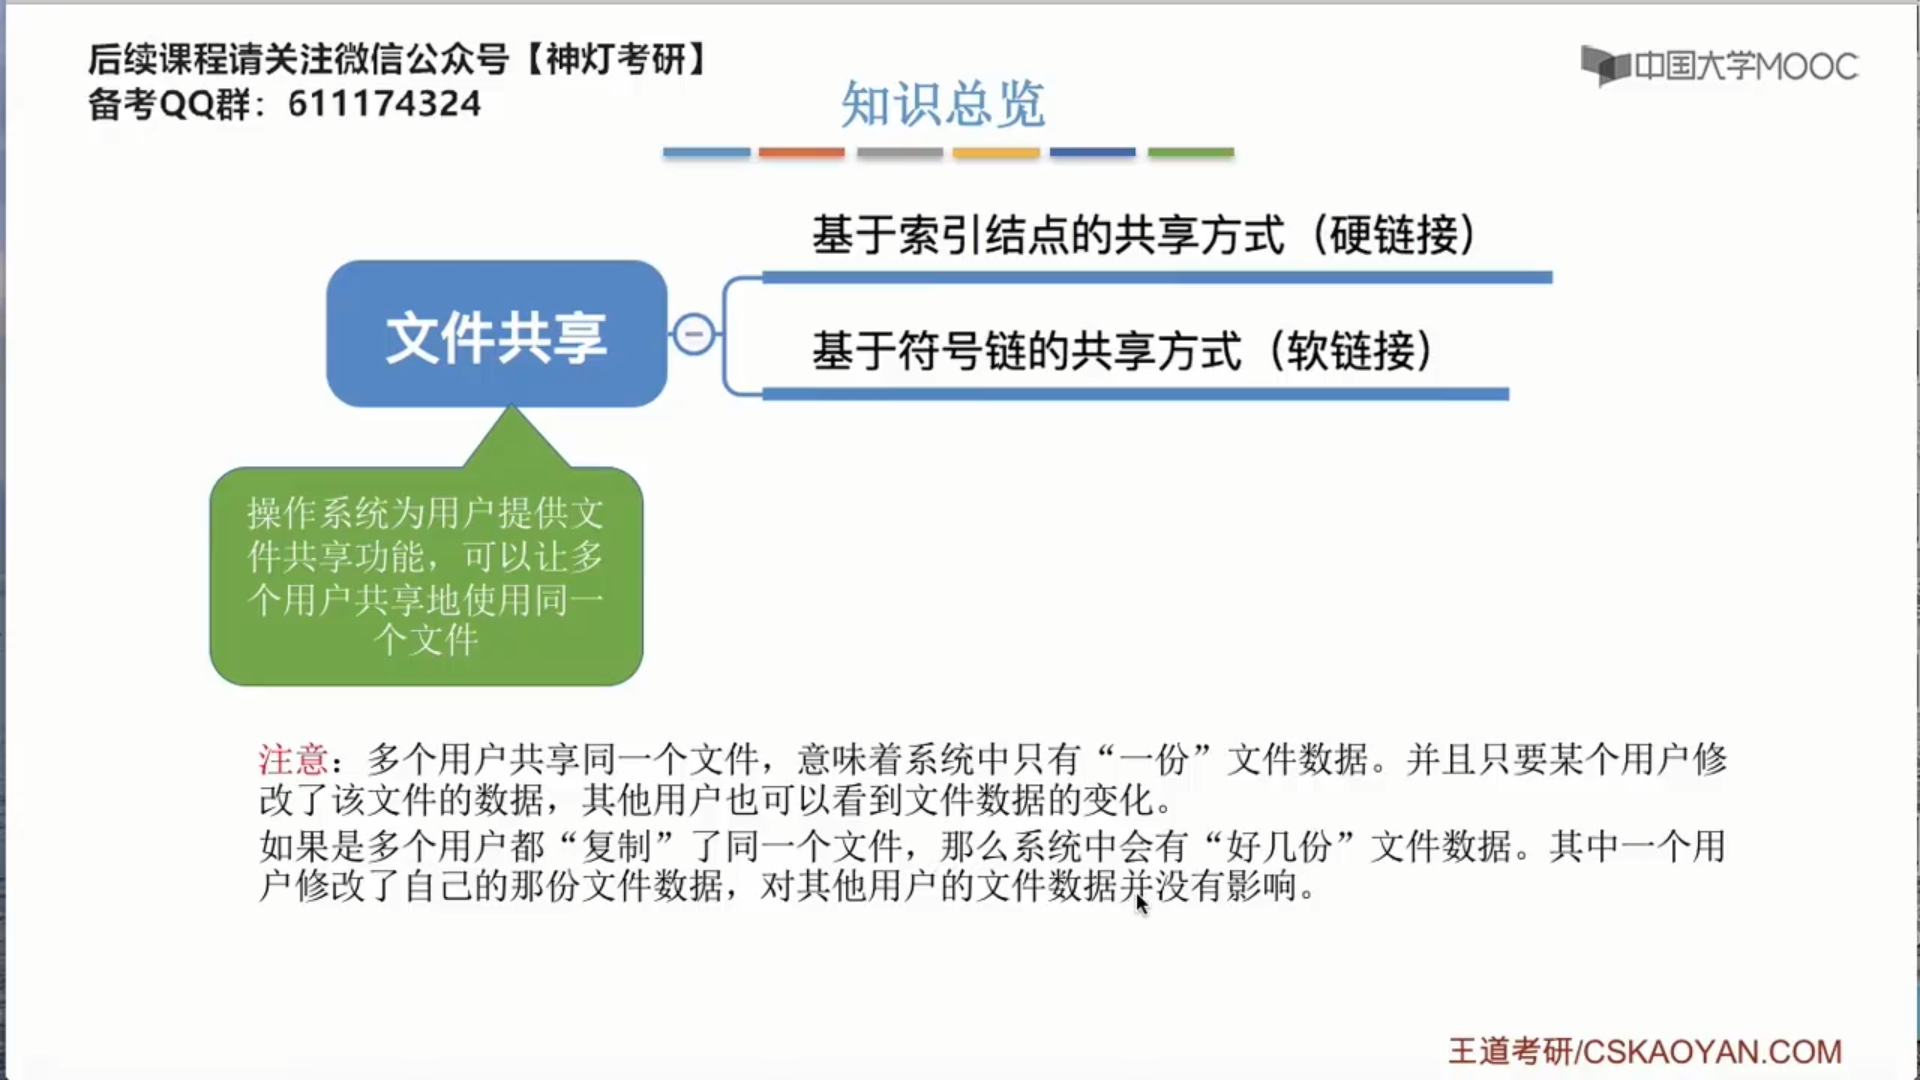 后续课程请关注微信公众号【神灯考研】
备考QQ群：611174324
中国大学MOOC
知识总览
基于索引结点的共享方式（硬链接）
文件共享
基于符号链的共享方式（软链接）
操作系统为用户提供文
件共享功能，可以让多
个用户共享地使用同一
个文件
注意：多个用户共享同一个文件，意味着系统中只有“一份”文件数据。并且只要某个用户修
改了该文件的数据，其他用户也可以看到文件数据的变化。
如果是多个用户都“复制”了同一个文件，那么系统中会有“好几份”文件数据。其中一个用
户修改了自己的那份文件数据，对其他用户的文件数据并没有影响。
王道考研/CSKAOYAN.COM